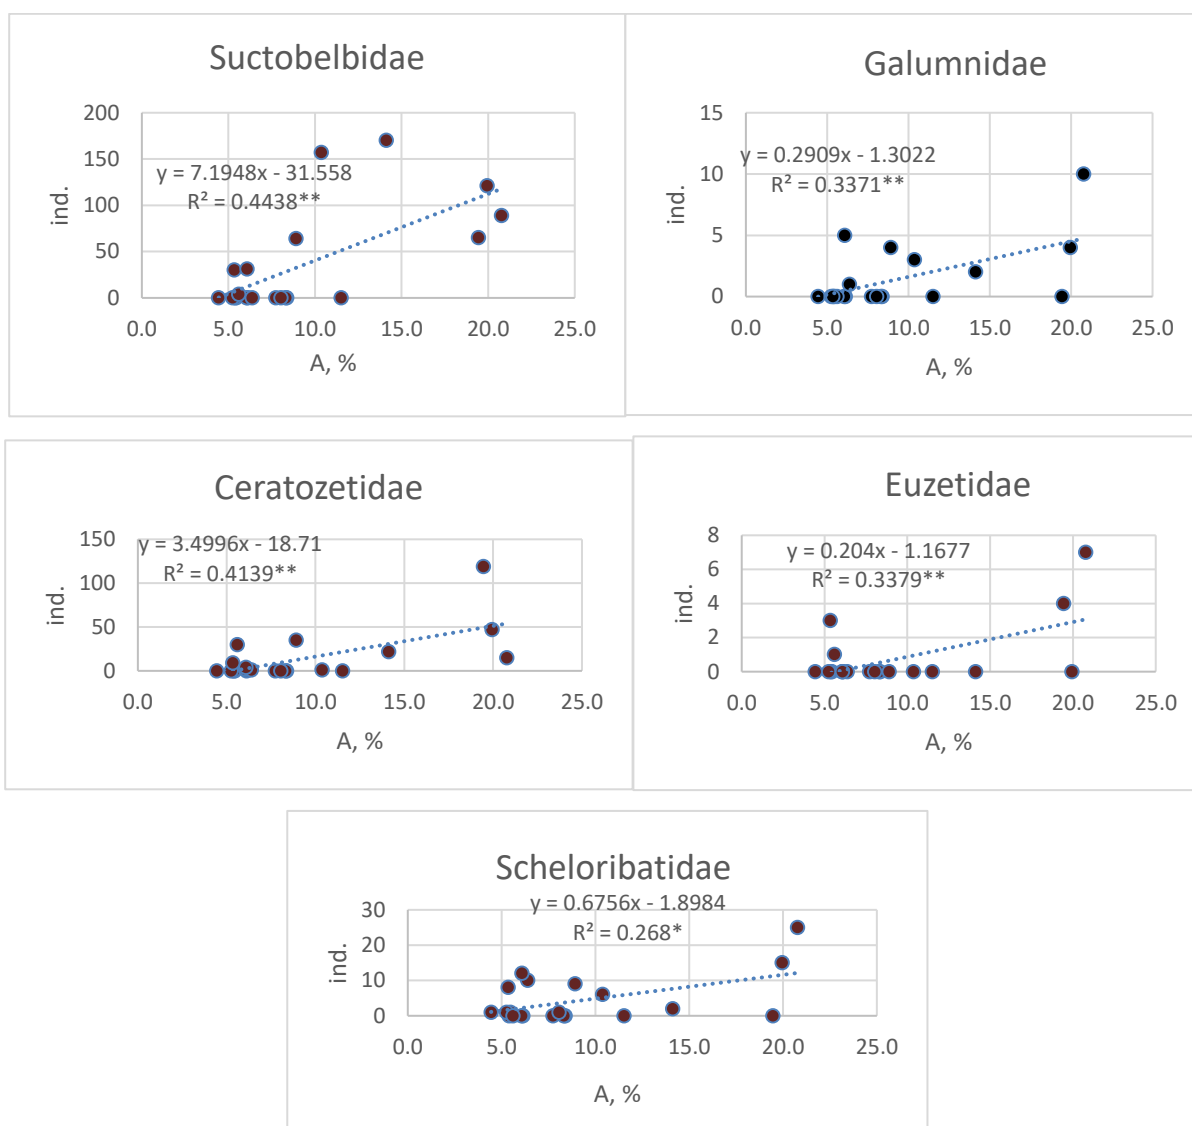 Suctobelbidae
200
150
100
50
0
y = 7.1948x - 31.558
R² = 0.4438**
ind.
0.0 5.0 10.0 15.0 20.0 25.0
A, %
Galumnidae
15
10
5
0
y = 0.2909x - 1.3022
R² = 0.3371**
ind.
0.0 5.0 10.0 15.0 20.0 25.0
A, %
Ceratozetidae
150
100
50
0
y = 3.4996x - 18.71
R² = 0.4139**
ind.
0.0 5.0 10.0 15.0 20.0 25.0
A, %
Euzetidae
8
6
4
2
0
y = 0.204x - 1.1677
R² = 0.3379**
ind.
0.0 5.0 10.0 15.0 20.0 25.0
A, %
Scheloribatidae
30
20
10
0
y = 0.6756x - 1.8984
R² = 0.268*
ind.
0.0 5.0 10.0 15.0 20.0 25.0
A, %